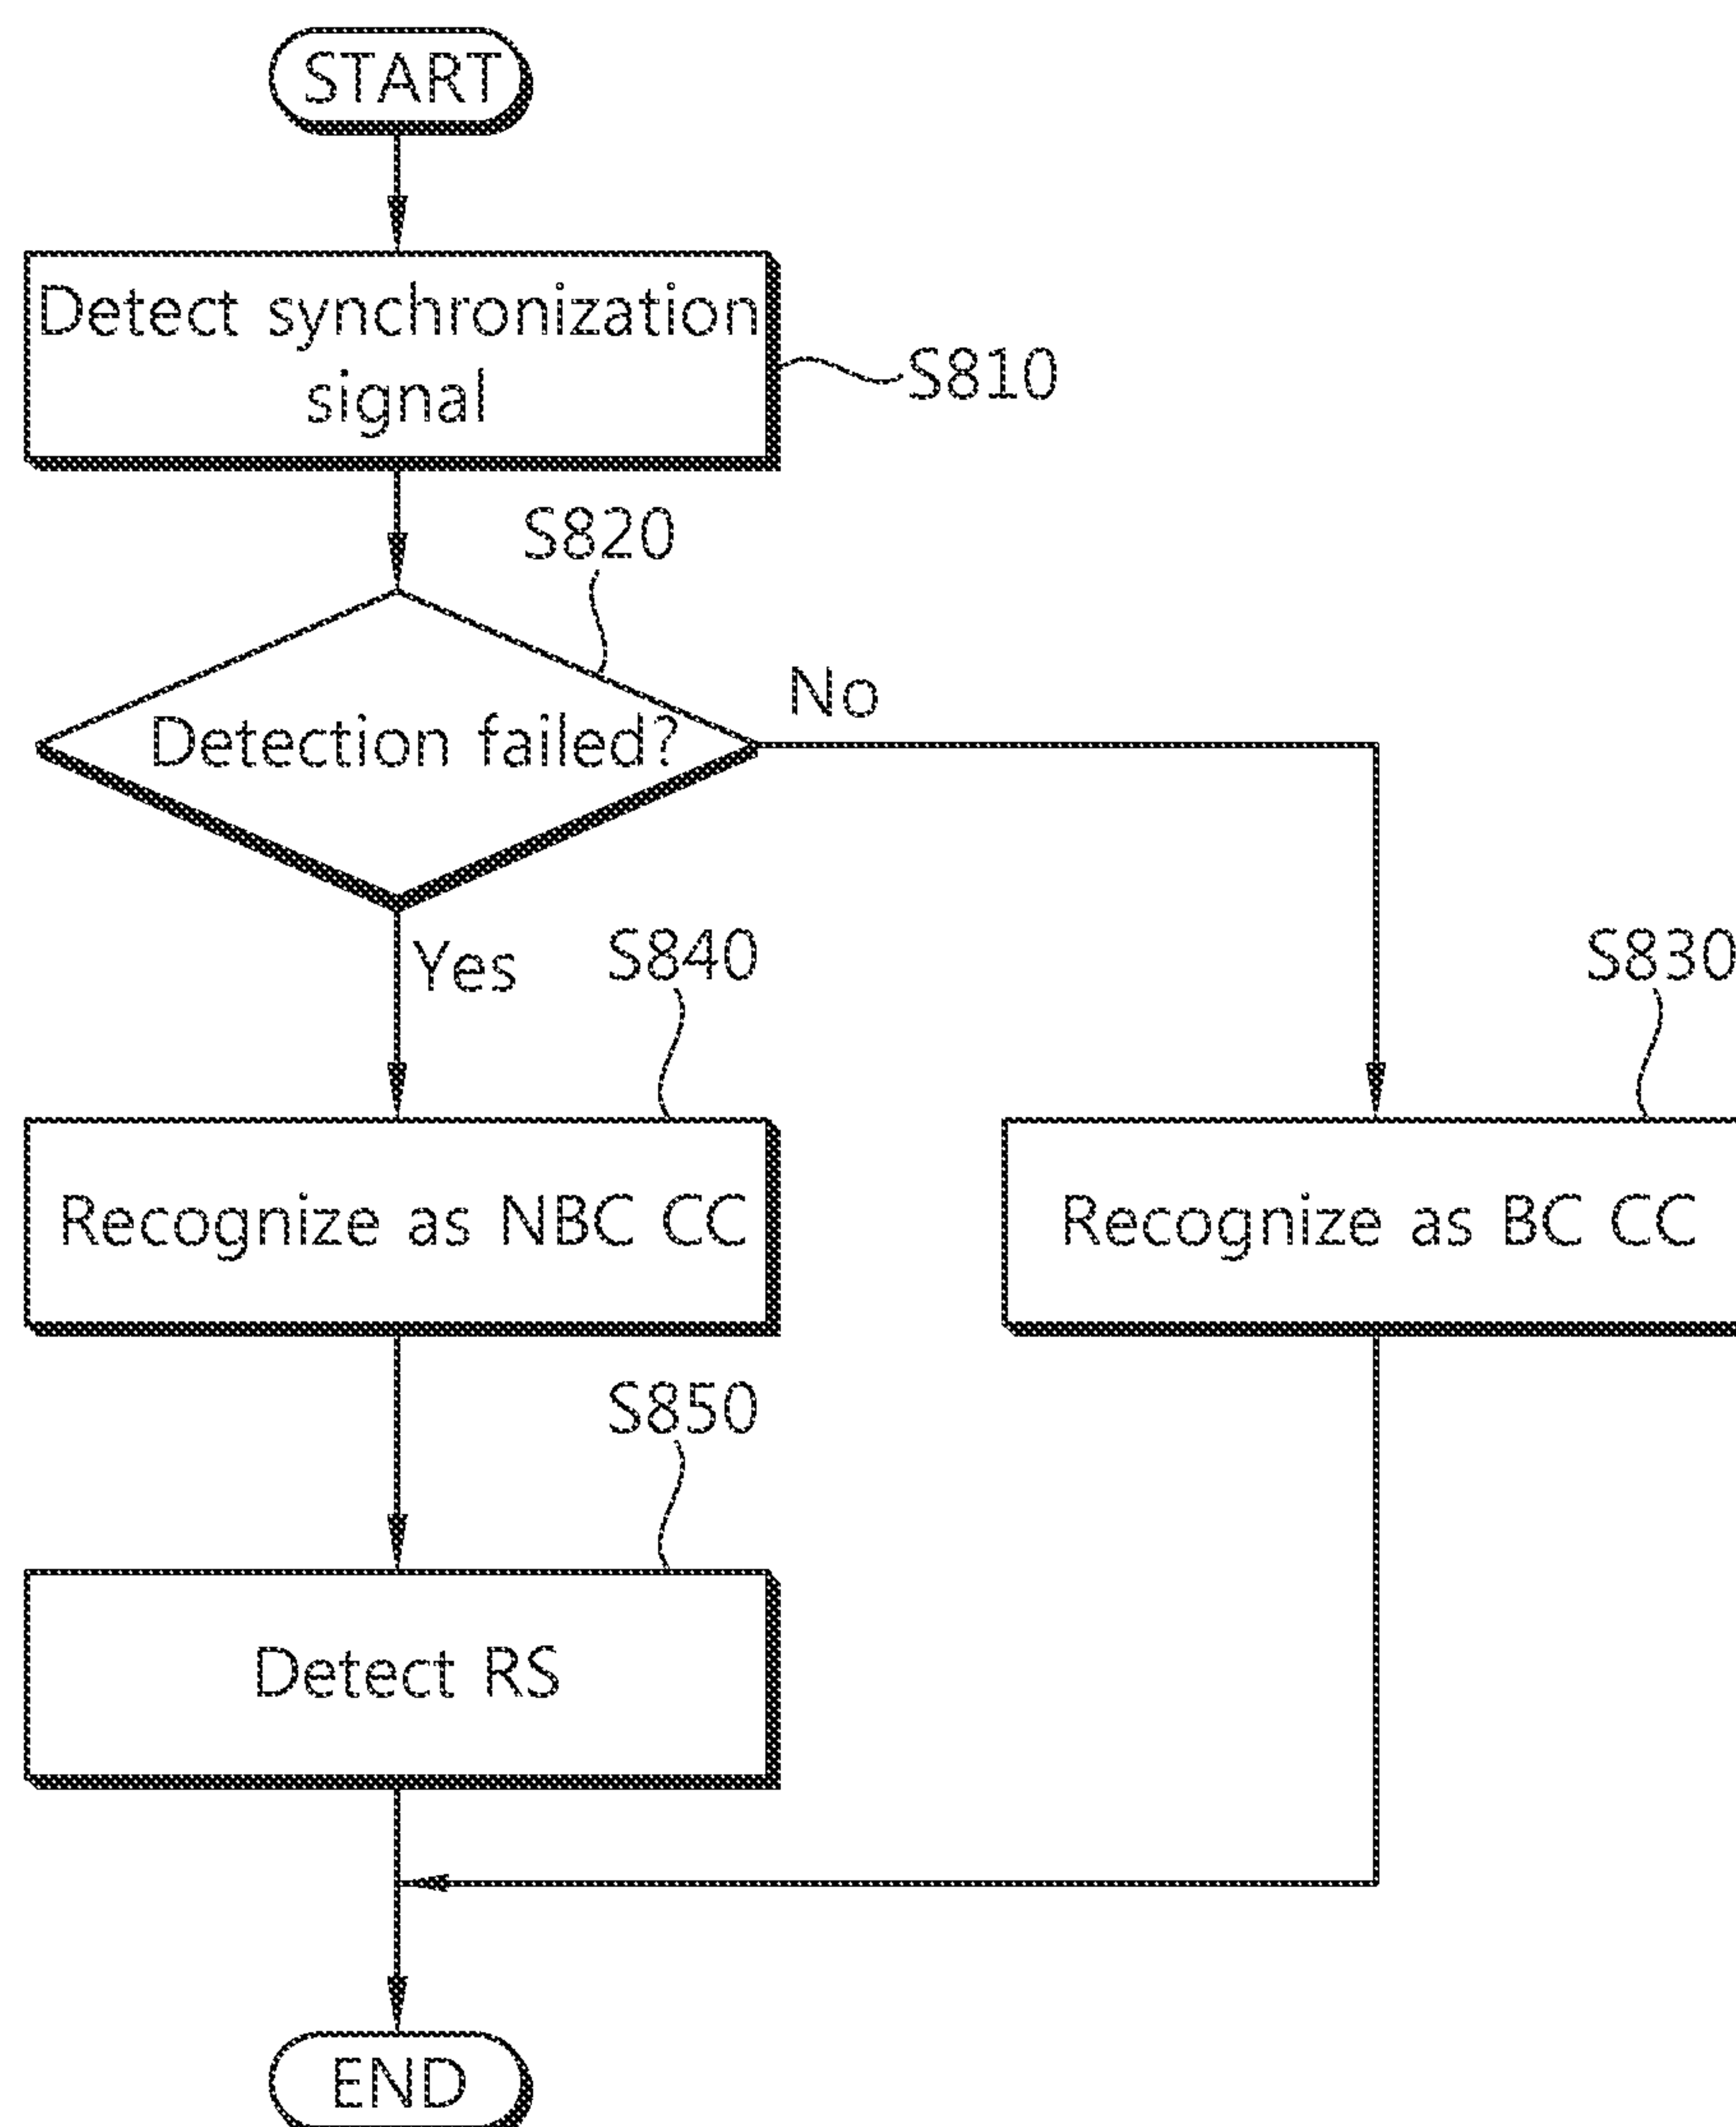 START
Detect synchronization
signal
S810
S820
Detection failed?
No
Yes
S840
S830
Recognize as NBC CC
Recognize as BC CC
S850
Detect RS
END